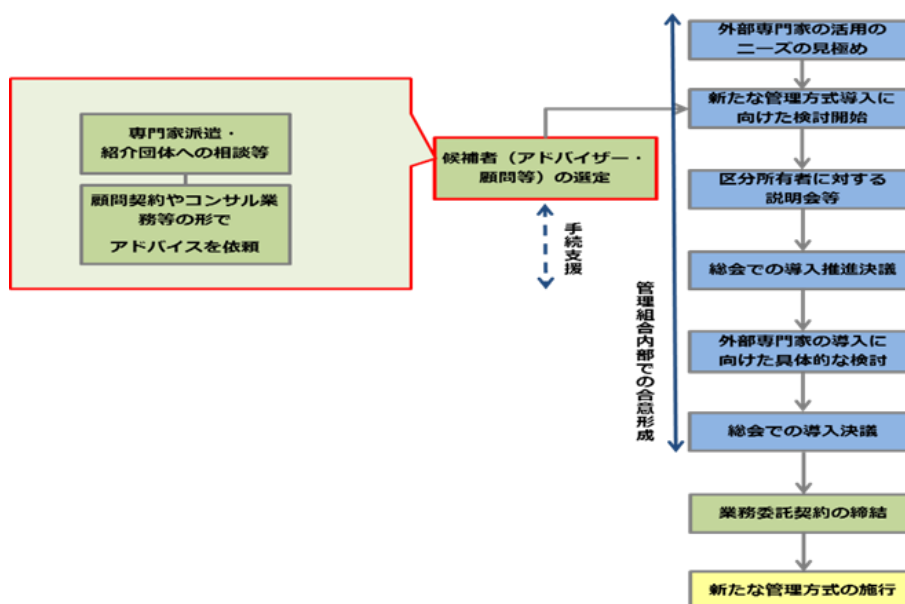 外部専門家の活用の
ニーズの見極め
新たな管理方式導入に
向けた検討開始
専門家派遣・
紹介団体への相談等
候補者（アドバイザー・
顧問等）の選定
区分所有者に対する
説明会等
顧問契約やコンサル業
務等の形で
アドバイスを依頼
手続支援
総会での導入推進決議
管理組合内部での合意形成
外部専門家の導入に
向けた具体的な検討
総会での導入決議
業務委託契約の締結
新たな管理方式の施行